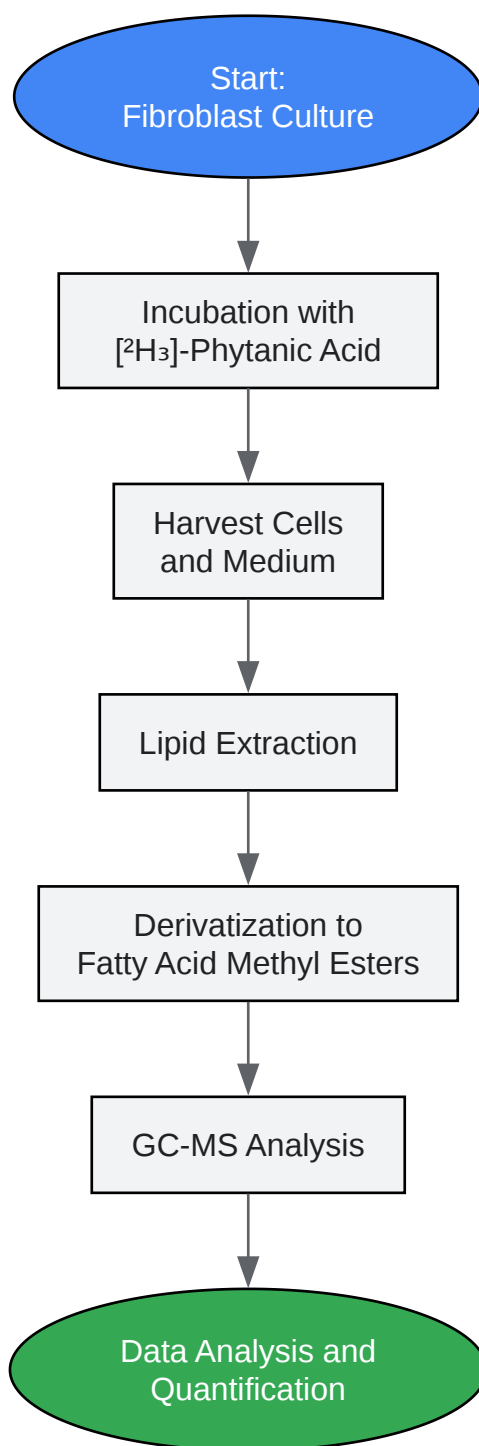 Start:
Fibroblast Culture
Incubation with
[²H₃]-Phytanic Acid
Harvest Cells
and Medium
Lipid Extraction
Derivatization to
Fatty Acid Methyl Esters
GC-MS Analysis
Data Analysis and
Quantification